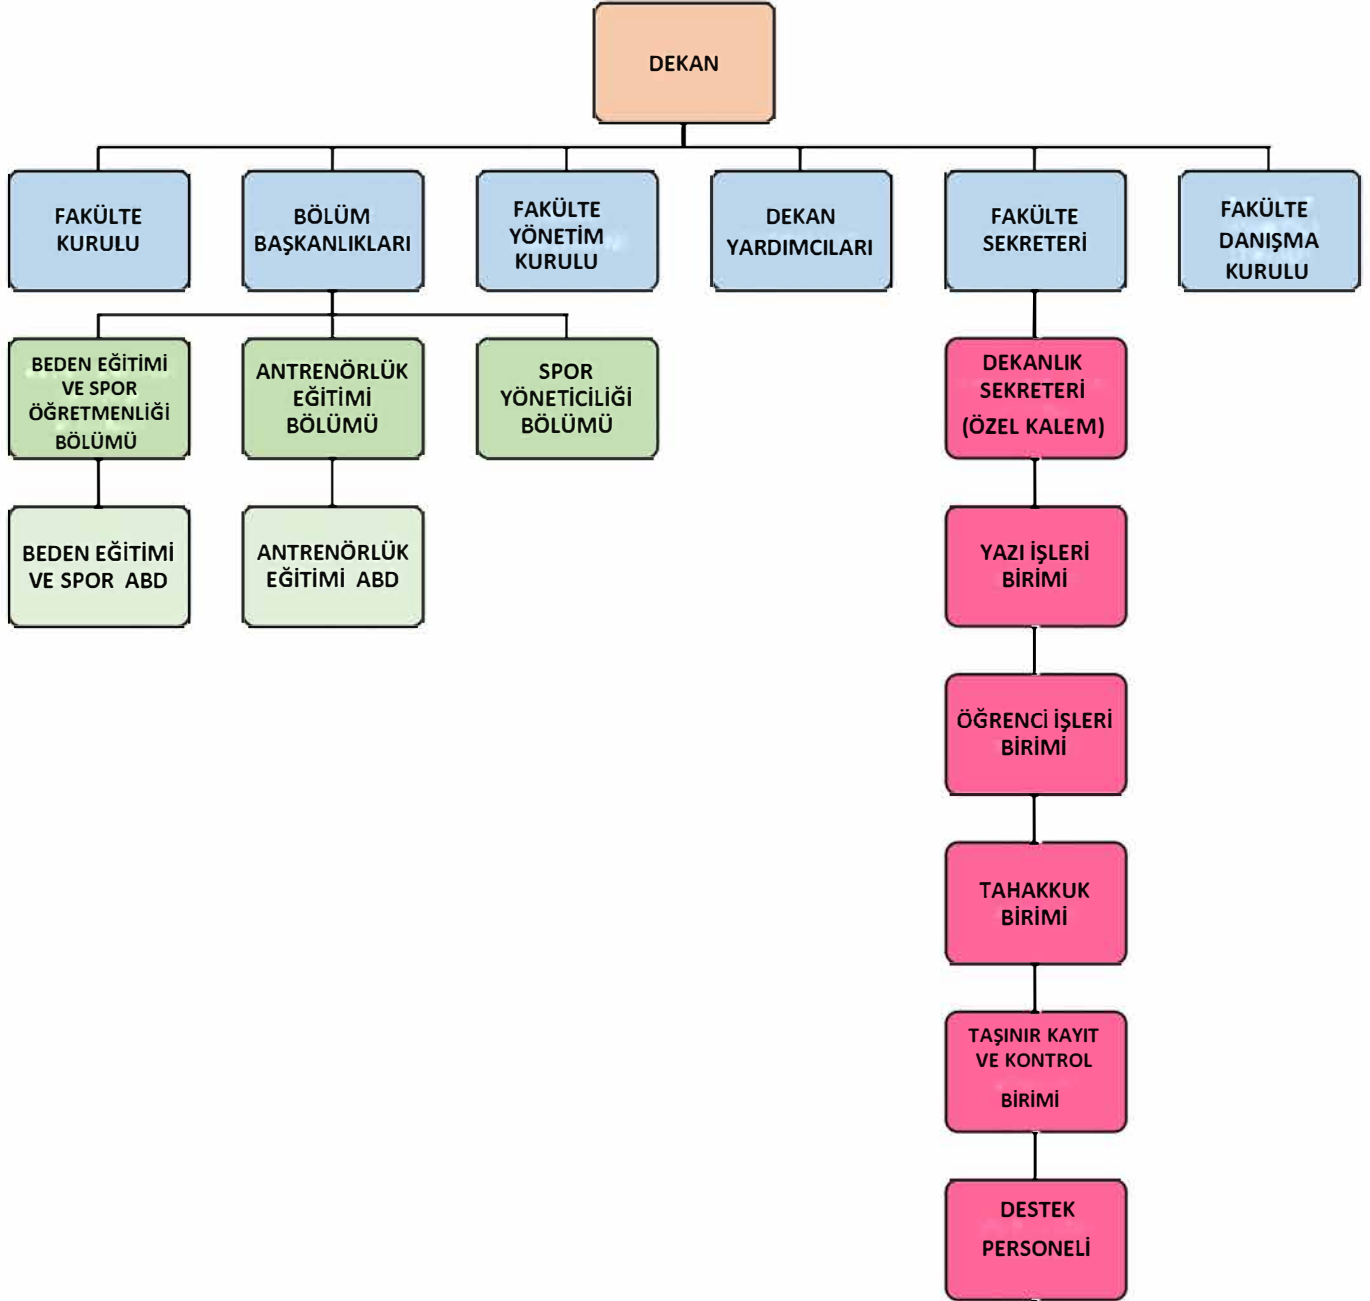 DEKAN
FAKÜLTE
KURULU
BÖLÜM
BAŞKANLIKLARI
FAKÜLTE
YÖNETİM
KURULU
DEKAN
YARDIMCILARI
FAKÜLTE
SEKRETERİ
FAKÜLTE
DANIŞMA
KURULU
BEDEN EĞİTİMİ
VE SPOR
ÖĞRETMENLİĞİ
BÖLÜMÜ
ANTRENÖRLÜK
EĞİTİMİ
BÖLÜMÜ
SPOR
YÖNETİCİLİĞİ
BÖLÜMÜ
DEKANLIK
SEKRETERİ
(ÖZEL KALEM)
BEDEN EĞİTİMİ
VE SPOR ABD
ANTRENÖRLÜK
EĞİTİMİ ABD
YAZI İŞLERİ
BİRİMİ
ÖĞRENCİ İŞLERİ
BİRİMİ
TAHAKKUK
BİRİMİ
TAŞINIR KAYIT
VE KONTROL
BİRİMİ
DESTEK
PERSONELİ